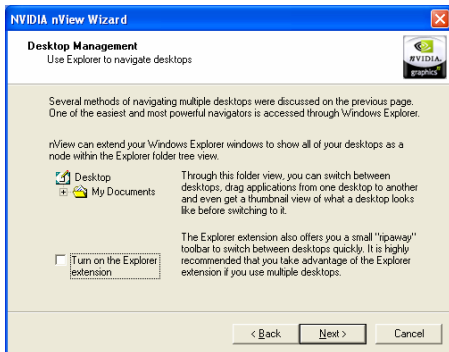 NVIDIA nView Wizard
Desktop Management
Use Explorer to navigate desktops
NVIDIA.
graphics
Several methods of navigating multiple desktops were discussed on the previous page.
One of the easiest and most powerful navigators is accessed through Windows Explorer.
nView can extend your Windows Explorer windows to show all of your desktops as a
node within the Explorer folder tree view.
Desktop
My Documents
Through this folder view, you can switch between
desktops, drag applications from one desktop to another
and even get a thumbnail view of what a desktop looks
like before switching to it.
The Explorer extension also offers you a small "ripaway"
toolbar to switch between desktops quickly. It is highly
recommended that you take advantage of the Explorer
extension if you use multiple desktops.
Turn on the Explorer
extension
< Back
Next >
Cancel